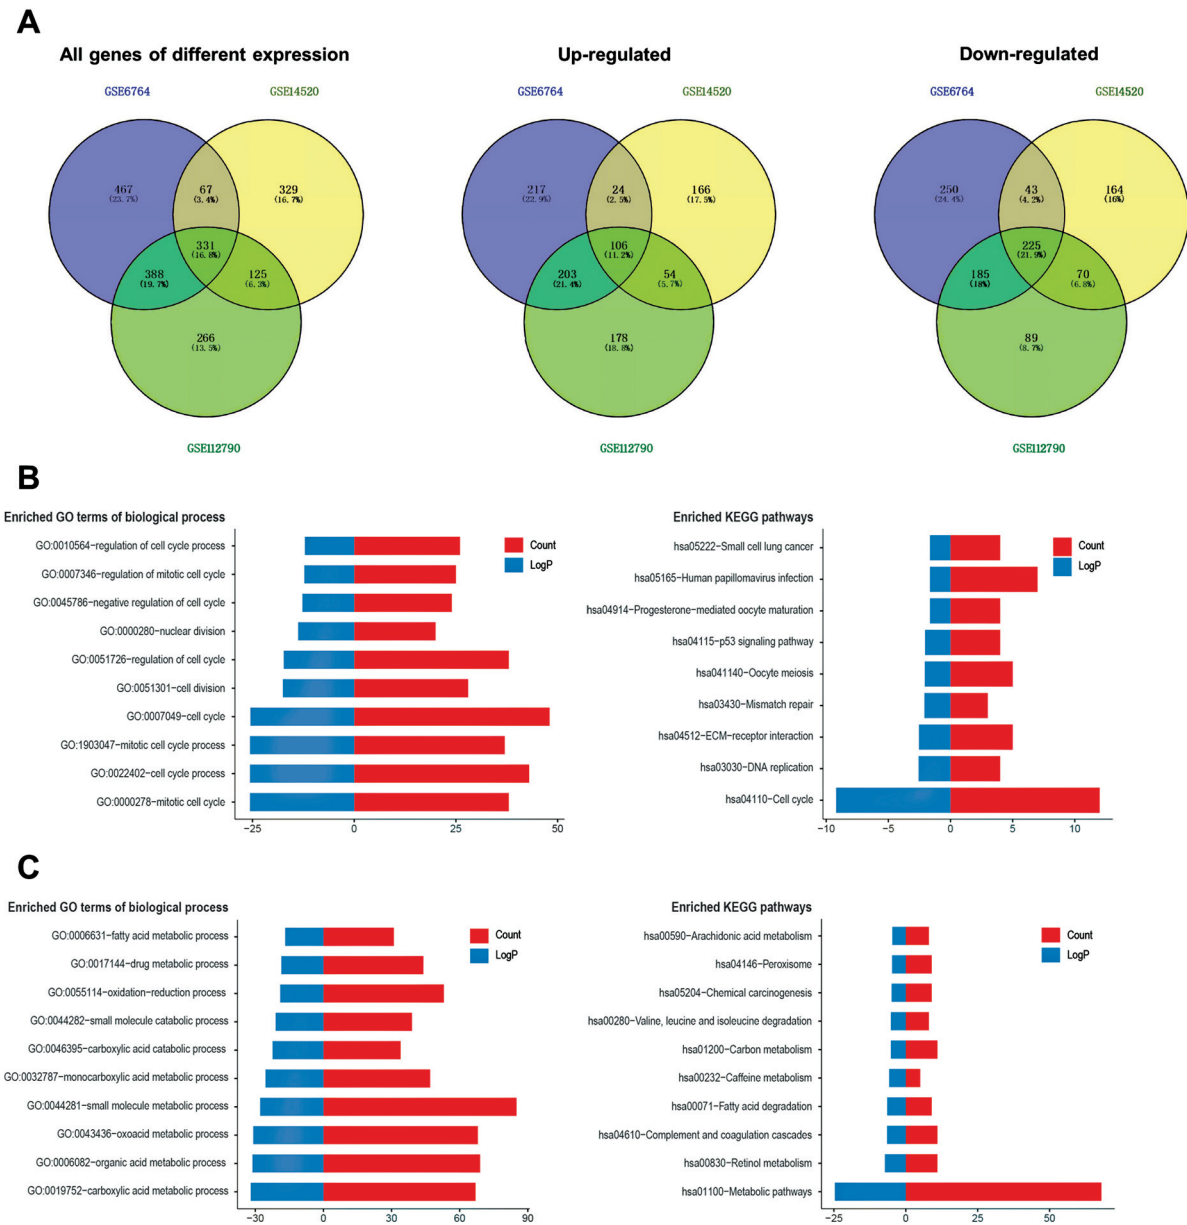 A
All genes of different expression
Up-regulated
Down-regulated
GSE6764
GSE14520
GSE6764
GSE14520
GSE6764
GSE14520
467
(23.7%)
67
(3.4%)
329
(16.7%)
331
(16.8%)
388
(19.7%)
125
(6.3%)
266
(13.5%)
217
(22.9%)
24
(2.5%)
166
(17.5%)
106
(11.2%)
203
(21.4%)
54
(5.7%)
178
(18.8%)
250
(24.4%)
43
(4.2%)
164
(16%)
225
(21.9%)
185
(18%)
70
(6.8%)
89
(8.7%)
GSE112790
GSE112790
GSE112790
B
Enriched GO terms of biological process
GO:0010564−regulation of cell cycle process
GO:0007346−regulation of mitotic cell cycle
GO:0045786−negative regulation of cell cycle
GO:0000280−nuclear division
GO:0051726−regulation of cell cycle
GO:0051301−cell division
GO:0007049−cell cycle
GO:1903047−mitotic cell cycle process
GO:0022402−cell cycle process
GO:0000278−mitotic cell cycle
−25 0 25 50
Count
LogP
Enriched KEGG pathways
hsa05222−Small cell lung cancer
hsa05165−Human papillomavirus infection
hsa04914−Progesterone−mediated oocyte maturation
hsa04115−p53 signaling pathway
hsa041140−Oocyte meiosis
hsa03430−Mismatch repair
hsa04512−ECM−receptor interaction
hsa03030−DNA replication
hsa04110−Cell cycle
−10 −5 0 5 10
Count
LogP
C
Enriched GO terms of biological process
GO:0006631−fatty acid metabolic process
GO:0017144−drug metabolic process
GO:0055114−oxidation−reduction process
GO:0044282−small molecule catabolic process
GO:0046395−carboxylic acid catabolic process
GO:0032787−monocarboxylic acid metabolic process
GO:0044281−small molecule metabolic process
GO:0043436−oxoacid metabolic process
GO:0006082−organic acid metabolic process
GO:0019752−carboxylic acid metabolic process
−30 0 30 60 90
Count
LogP
Enriched KEGG pathways
hsa00590−Arachidonic acid metabolism
hsa04146−Peroxisome
hsa05204−Chemical carcinogenesis
hsa00280−Valine, leucine and isoleucine degradation
hsa01200−Carbon metabolism
hsa00232−Caffeine metabolism
hsa00071−Fatty acid degradation
hsa04610−Complement and coagulation cascades
hsa00830−Retinol metabolism
hsa01100−Metabolic pathways
−25 0 25 50
Count
LogP